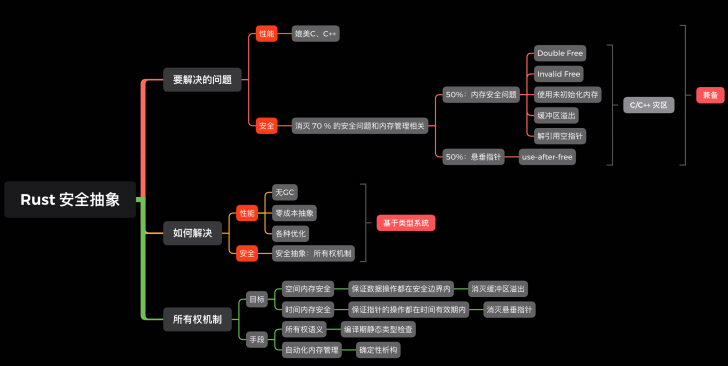 Rust 安全抽象
要解决的问题
性能
媲美C、C++
安全
消灭 70 % 的安全问题和内存管理相关
50%：内存安全问题
Double Free
Invalid Free
使用未初始化内存
缓冲区溢出
解引用空指针
50%：悬垂指针
use-after-free
C/C++ 灾区
兼备
如何解决
性能
无GC
零成本抽象
各种优化
安全
安全抽象：所有权机制
基于类型系统
所有权机制
目标
空间内存安全
保证数据操作都在安全边界内
消灭缓冲区溢出
时间内存安全
保证指针的操作都在时间有效期内
消灭悬垂指针
手段
所有权语义
编译期静态类型检查
自动化内存管理
确定性析构